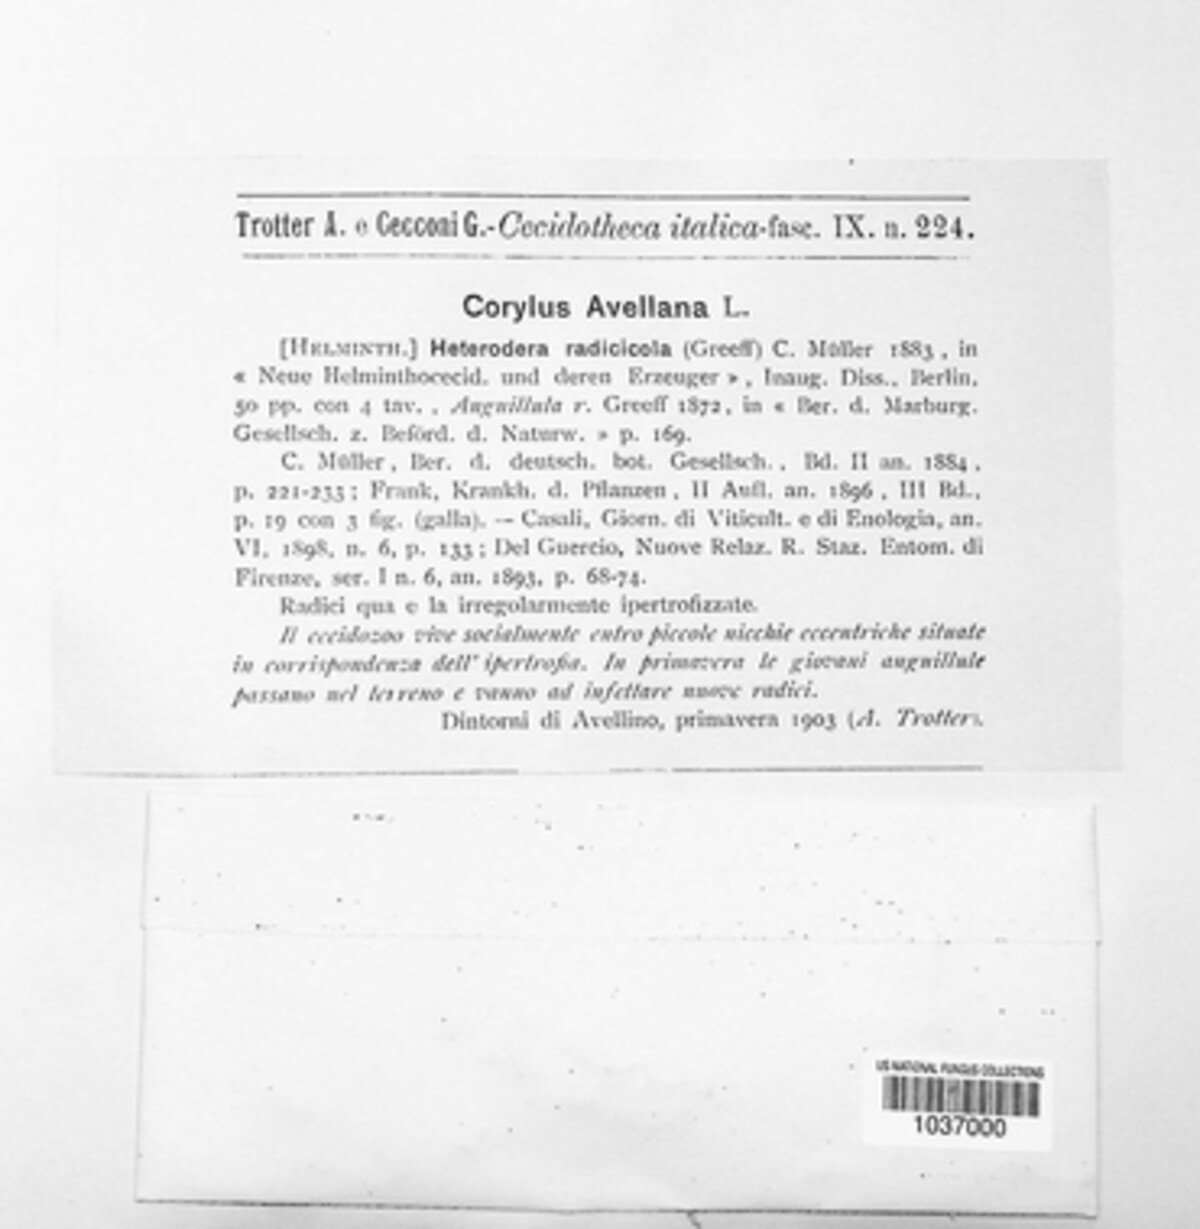 Trotter A. e Cecconi G.-Cecidotheca italica-fasc. IX. n. 224.
Corylus Avellana L.
[HELMINTH.] Heterodera radicicola (Greeff) C. Müller 1883, in
« Neue Helminthocecid. und deren Erzeuger », Inaug. Diss., Berlin,
50 pp. con 4 tav., Anguillula r. Greeff 1872, in « Ber. d. Marburg.
Gesellsch. z. Beförd. d. Naturw. » p. 169.
C. Müller, Ber. d. deutsch. bot. Gesellsch., Bd. II an. 1884,
p. 221-233; Frank, Krankh. d. Pflanzen, II Aufl. an. 1896, III Bd.,
p. 19 con 3 fig. (galla). — Casali, Giorn. di Viticult. e di Enologia, an.
VI, 1898, n. 6, p. 133; Del Guercio, Nuove Relaz. R. Staz. Entom. di
Firenze, ser. I n. 6, an. 1893, p. 68-74.
Radici qua e la irregolarmente ipertrofizzate.
Il cecidozoo vive socialmente entro piccole nicchie eccentriche situate
in corrispondenza dell' ipertrofia. In primavera le giovani anguillule
passano nel terreno e vanno ad infettare nuove radici.
Dintorni di Avellino, primavera 1903 (A. Trotter).
US NATIONAL FUNGUS COLLECTIONS
1037000